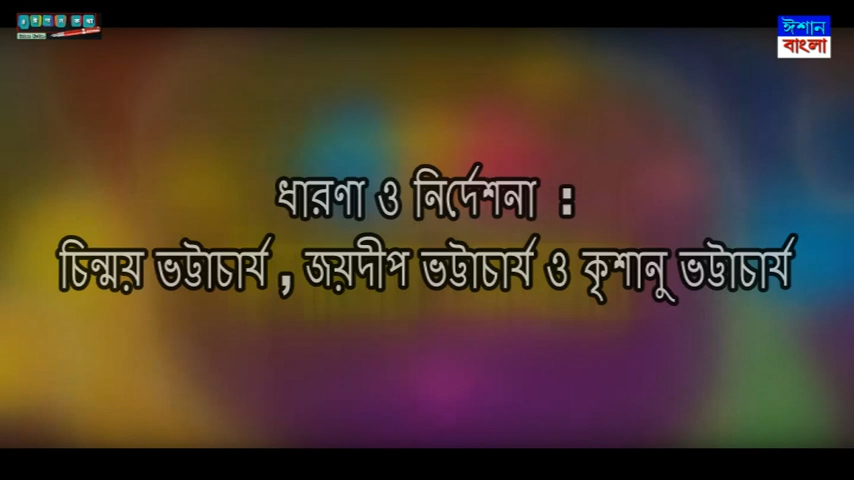 ঈশান
বাংলা
ধারণা ও নির্দেশনা :
চিন্ময় ভট্টাচার্য , জয়দীপ ভট্টাচার্য ও কৃশানু ভট্টাচার্য